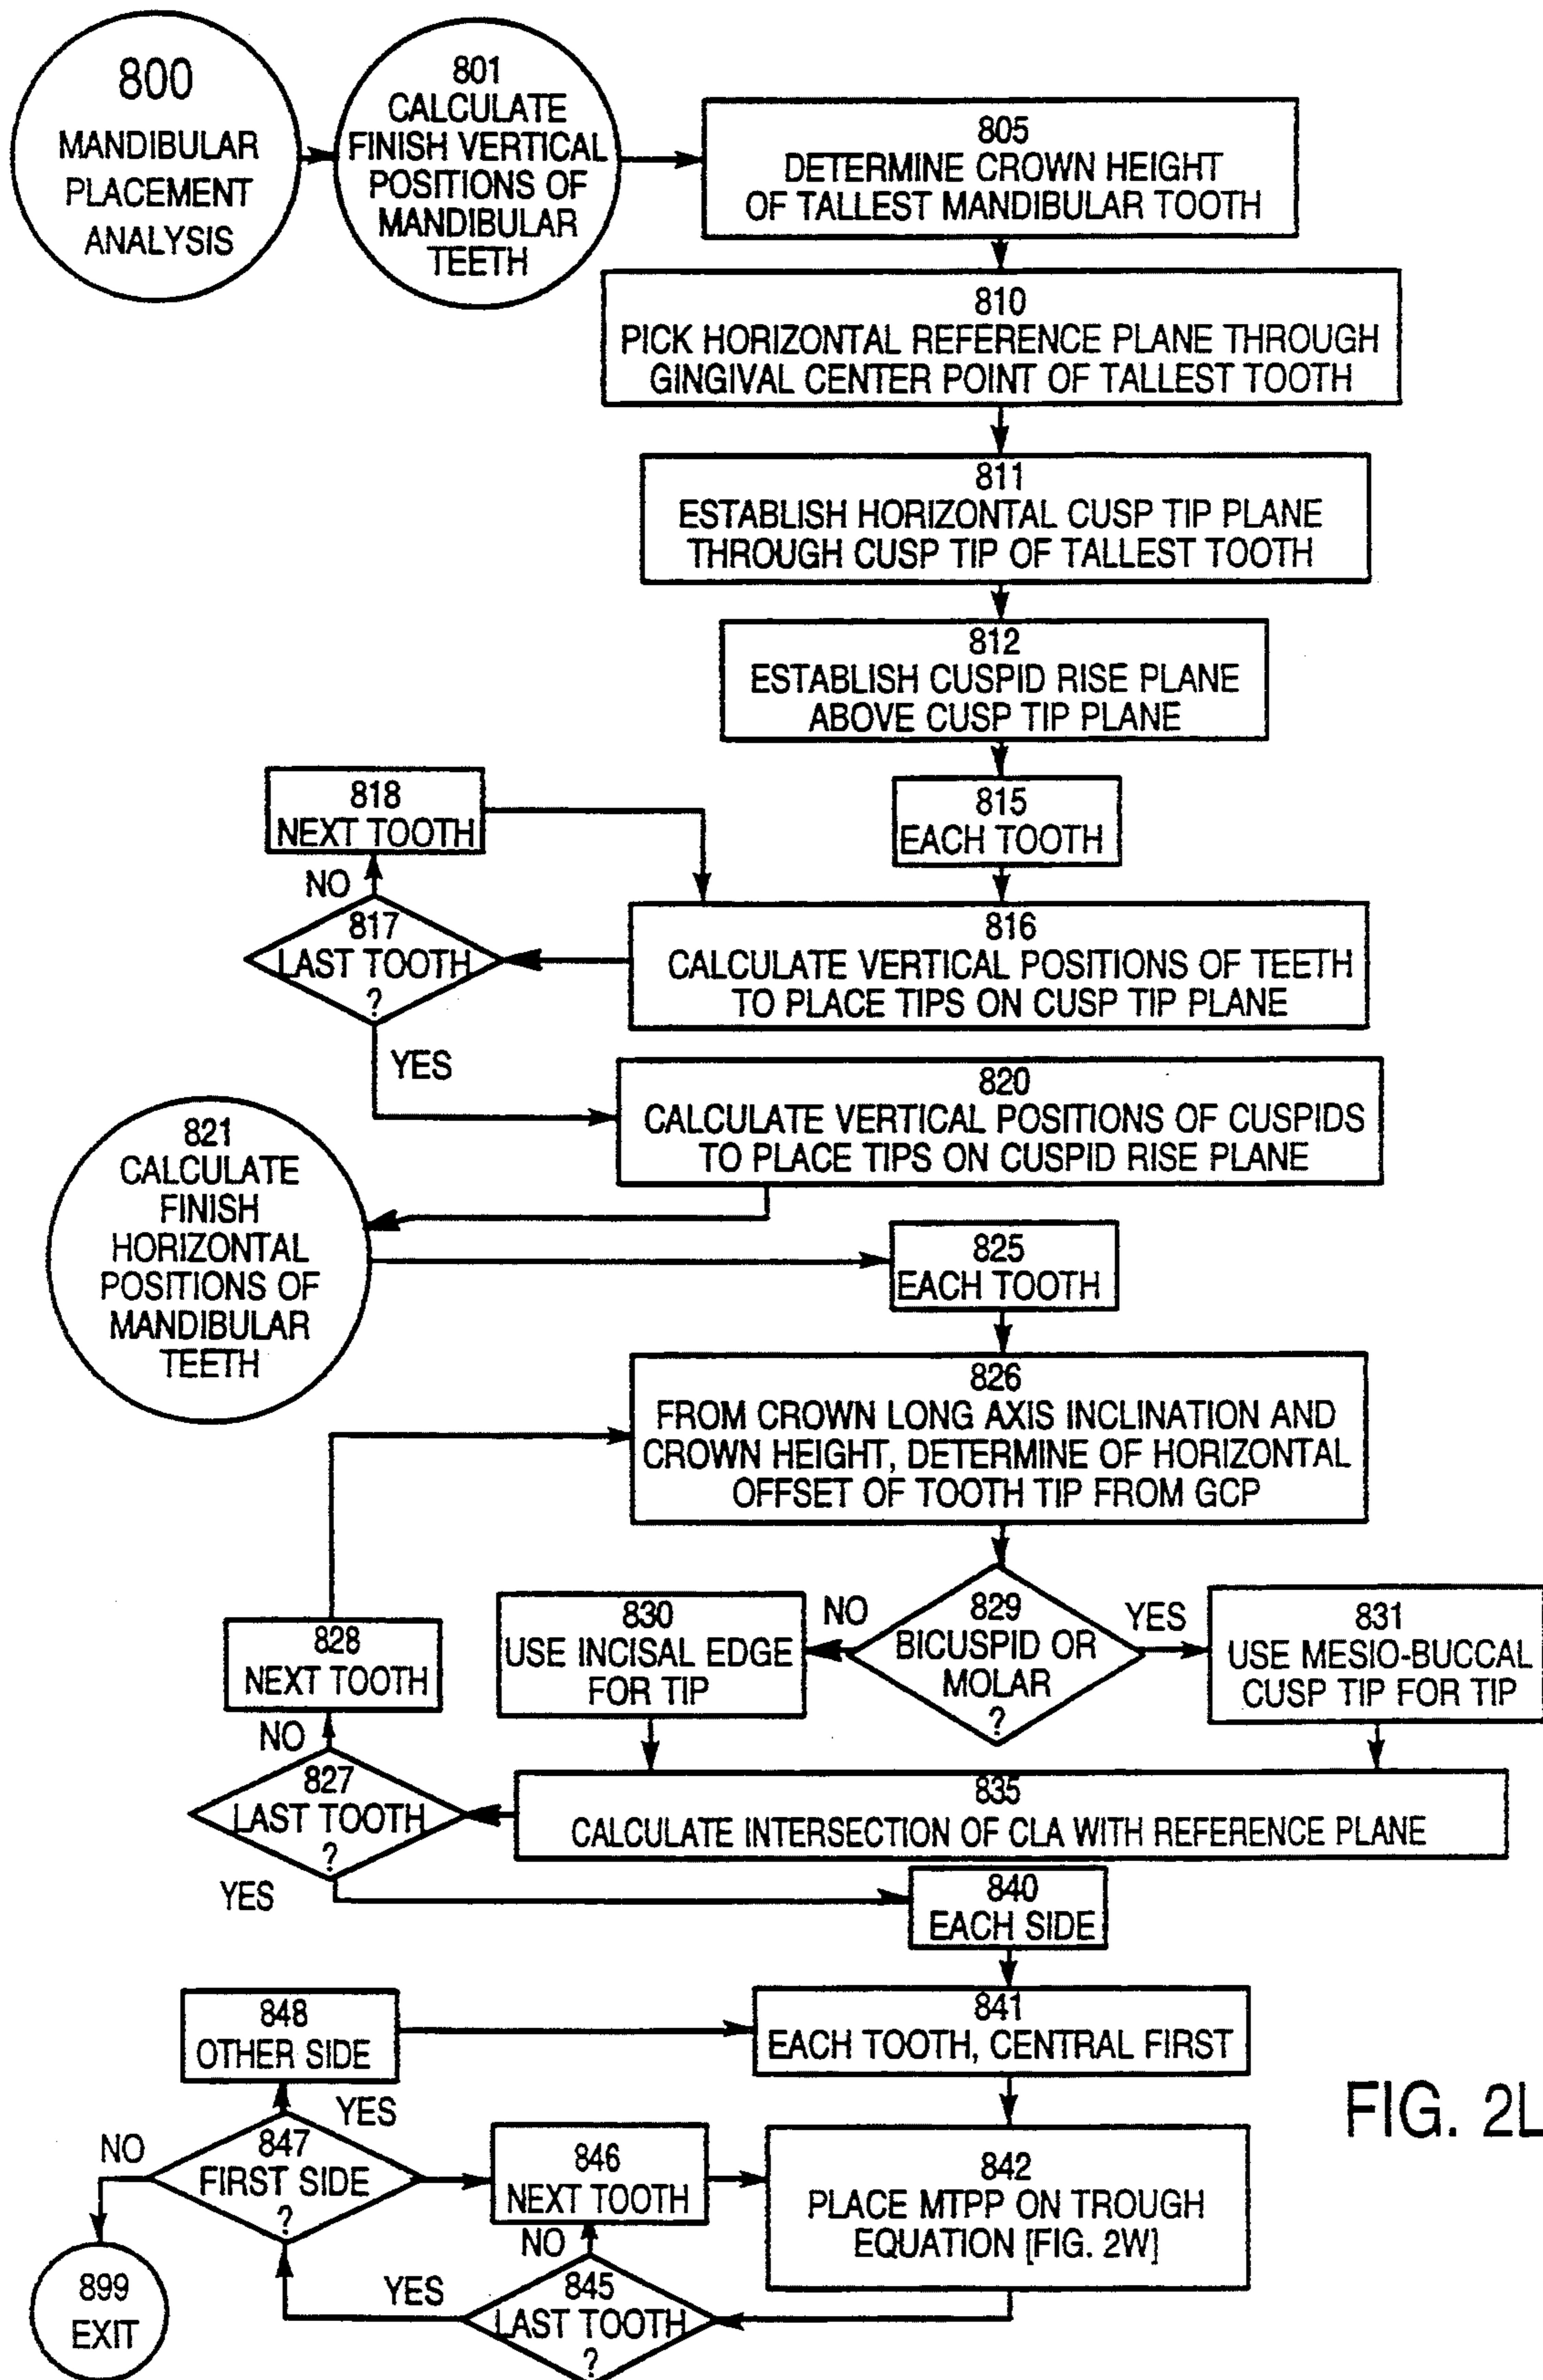 800
MANDIBULAR
PLACEMENT
ANALYSIS
801
CALCULATE
FINISH VERTICAL
POSITIONS OF
MANDIBULAR
TEETH
805
DETERMINE CROWN HEIGHT
OF TALLEST MANDIBULAR TOOTH
810
PICK HORIZONTAL REFERENCE PLANE THROUGH
GINGIVAL CENTER POINT OF TALLEST TOOTH
811
ESTABLISH HORIZONTAL CUSP TIP PLANE
THROUGH CUSP TIP OF TALLEST TOOTH
812
ESTABLISH CUSPID RISE PLANE
ABOVE CUSP TIP PLANE
815
EACH TOOTH
818
NEXT TOOTH
NO
817
LAST TOOTH
?
816
CALCULATE VERTICAL POSITIONS OF TEETH
TO PLACE TIPS ON CUSP TIP PLANE
YES
820
CALCULATE VERTICAL POSITIONS OF CUSPIDS
TO PLACE TIPS ON CUSPID RISE PLANE
821
CALCULATE
FINISH
HORIZONTAL
POSITIONS OF
MANDIBULAR
TEETH
825
EACH TOOTH
826
FROM CROWN LONG AXIS INCLINATION AND
CROWN HEIGHT, DETERMINE OF HORIZONTAL
OFFSET OF TOOTH TIP FROM GCP
829
BICUSPID OR
MOLAR
?
NO
YES
830
USE INCISAL EDGE
FOR TIP
831
USE MESIO-BUCCAL
CUSP TIP FOR TIP
828
NEXT TOOTH
NO
827
LAST TOOTH
?
835
CALCULATE INTERSECTION OF CLA WITH REFERENCE PLANE
YES
840
EACH SIDE
841
EACH TOOTH, CENTRAL FIRST
848
OTHER SIDE
YES
NO
847
FIRST SIDE
?
846
NEXT TOOTH
842
PLACE MTPP ON TROUGH
EQUATION [FIG. 2W]
NO
YES
845
LAST TOOTH
?
899
EXIT
FIG. 2L